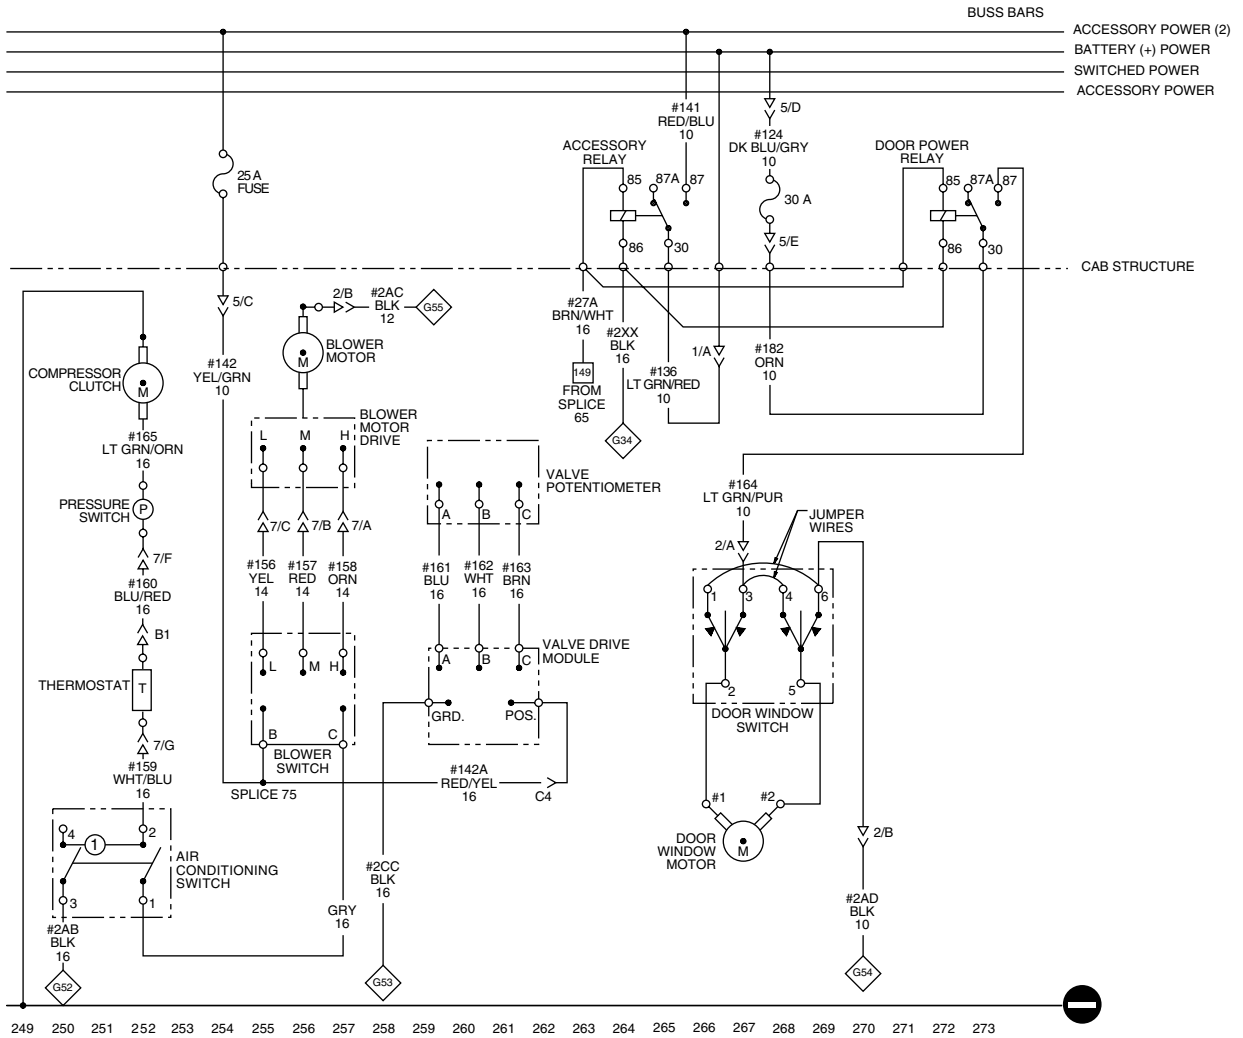 BUSS BARS
ACCESSORY POWER (2)
BATTERY (+) POWER
SWITCHED POWER
ACCESSORY POWER
#141
RED/BLU
10
5/D
#124
DK BLU/GRY
10
ACCESSORY
RELAY
DOOR POWER
RELAY
25 A
FUSE
85
87A
87
30 A
85
87A
87
86
30
5/E
86
30
CAB STRUCTURE
5/C
2/B
#2AC
BLK
12
G55
#27A
BRN/WHT
16
#2XX
BLK
16
1/A
#182
ORN
10
BLOWER
MOTOR
M
COMPRESSOR
CLUTCH
M
#142
YEL/GRN
10
149
FROM
SPLICE
65
#136
LT GRN/RED
10
G34
BLOWER
MOTOR
DRIVE
L
M
H
#165
LT GRN/ORN
16
VALVE
POTENTIOMETER
A
B
C
PRESSURE
SWITCH
P
#164
LT GRN/PUR
10
JUMPER
WIRES
7/C
7/B
7/A
2/A
7/F
#156
YEL
14
#157
RED
14
#158
ORN
14
#161
BLU
16
#162
WHT
16
#163
BRN
16
#160
BLU/RED
16
1
3
4
6
B1
VALVE DRIVE
MODULE
A
B
C
L
M
H
THERMOSTAT
T
2
5
GRD.
POS.
DOOR WINDOW
SWITCH
7/G
B
C
BLOWER
SWITCH
#159
WHT/BLU
16
#142A
RED/YEL
16
C4
SPLICE 75
#1
#2
4
1
2
DOOR
WINDOW
MOTOR
M
2/B
AIR
CONDITIONING
SWITCH
#2CC
BLK
16
3
1
GRY
16
#2AD
BLK
10
#2AB
BLK
16
G52
G53
G54
249 250 251 252 253 254 255 256 257 258 259 260 261 262 263 264 265 266 267 268 269 270 271 272 273